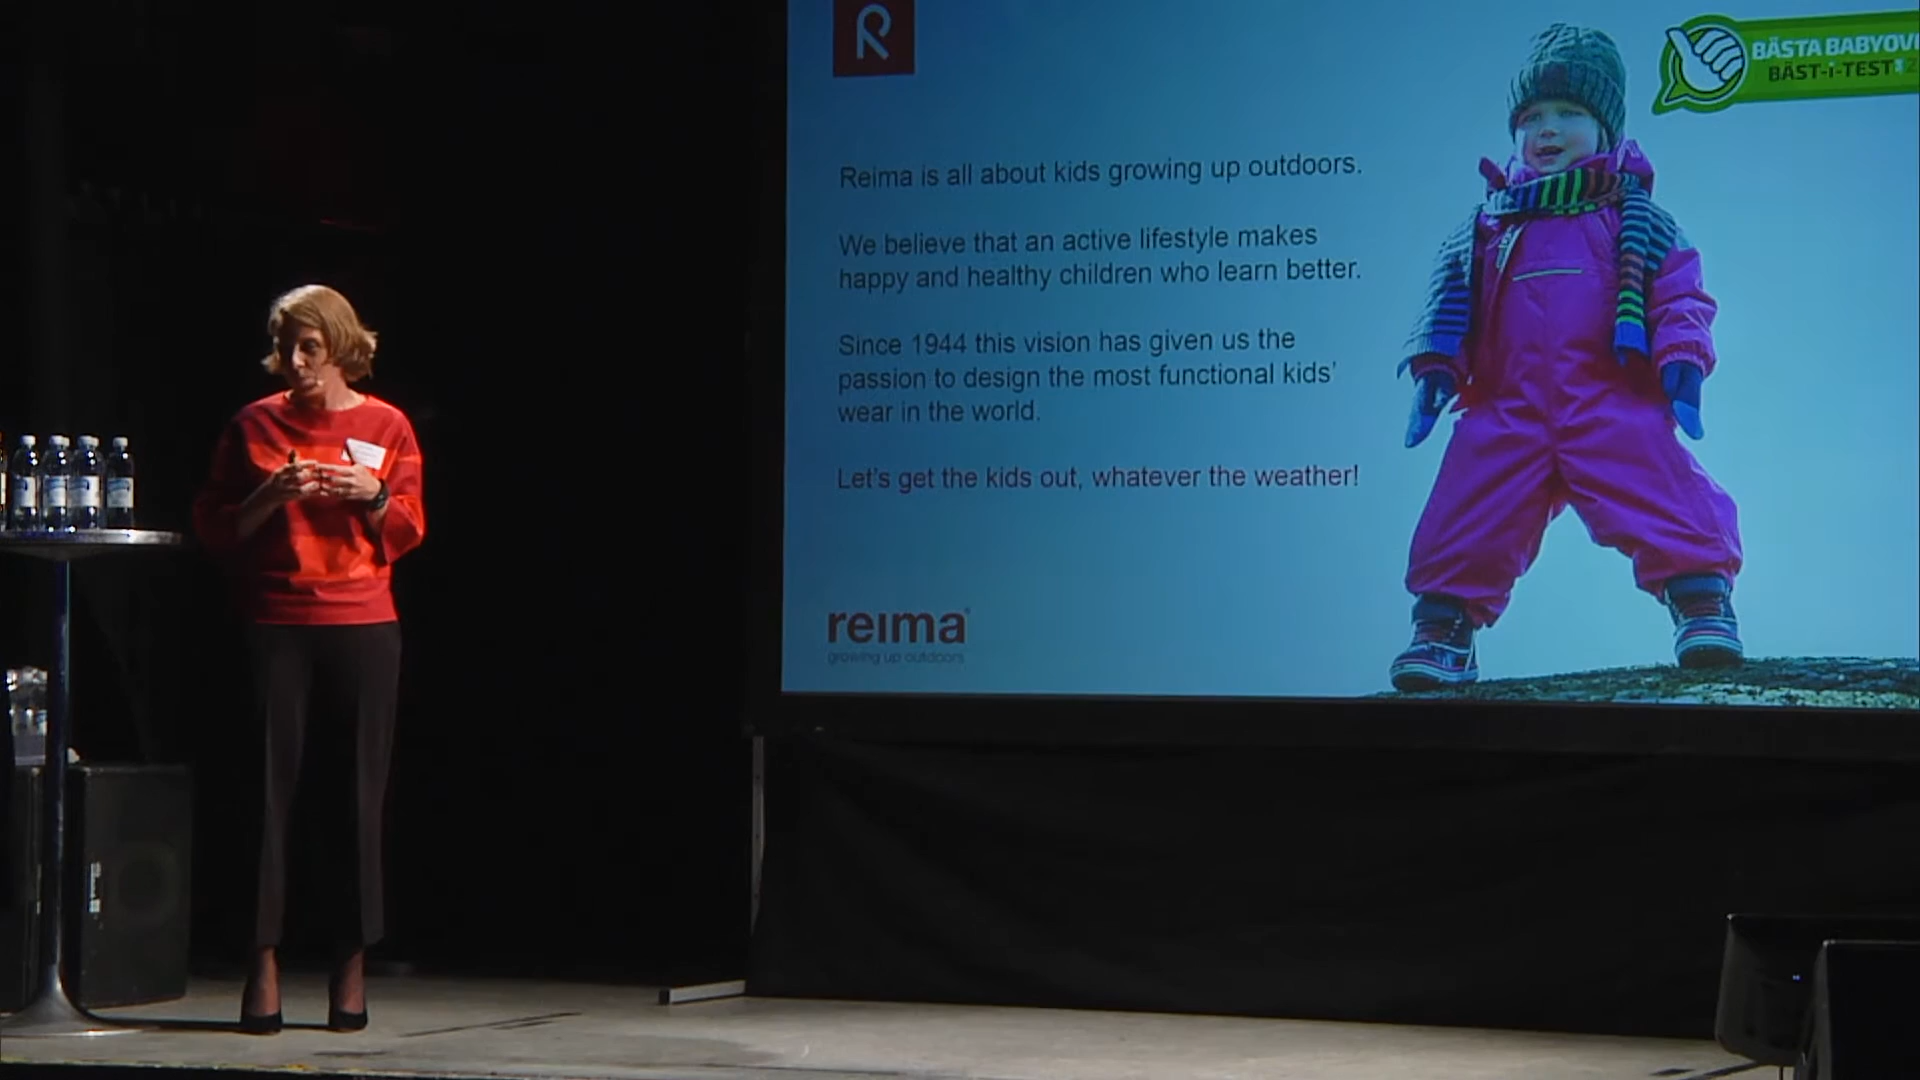 R
BÄSTA BABYOV
BÄST-i-TEST 2
Reima is all about kids growing up outdoors.
We believe that an active lifestyle makes
happy and healthy children who learn better.
Since 1944 this vision has given us the
passion to design the most functional kids'
wear in the world.
Let's get the kids out, whatever the weather!
reima®
growing up outdoors